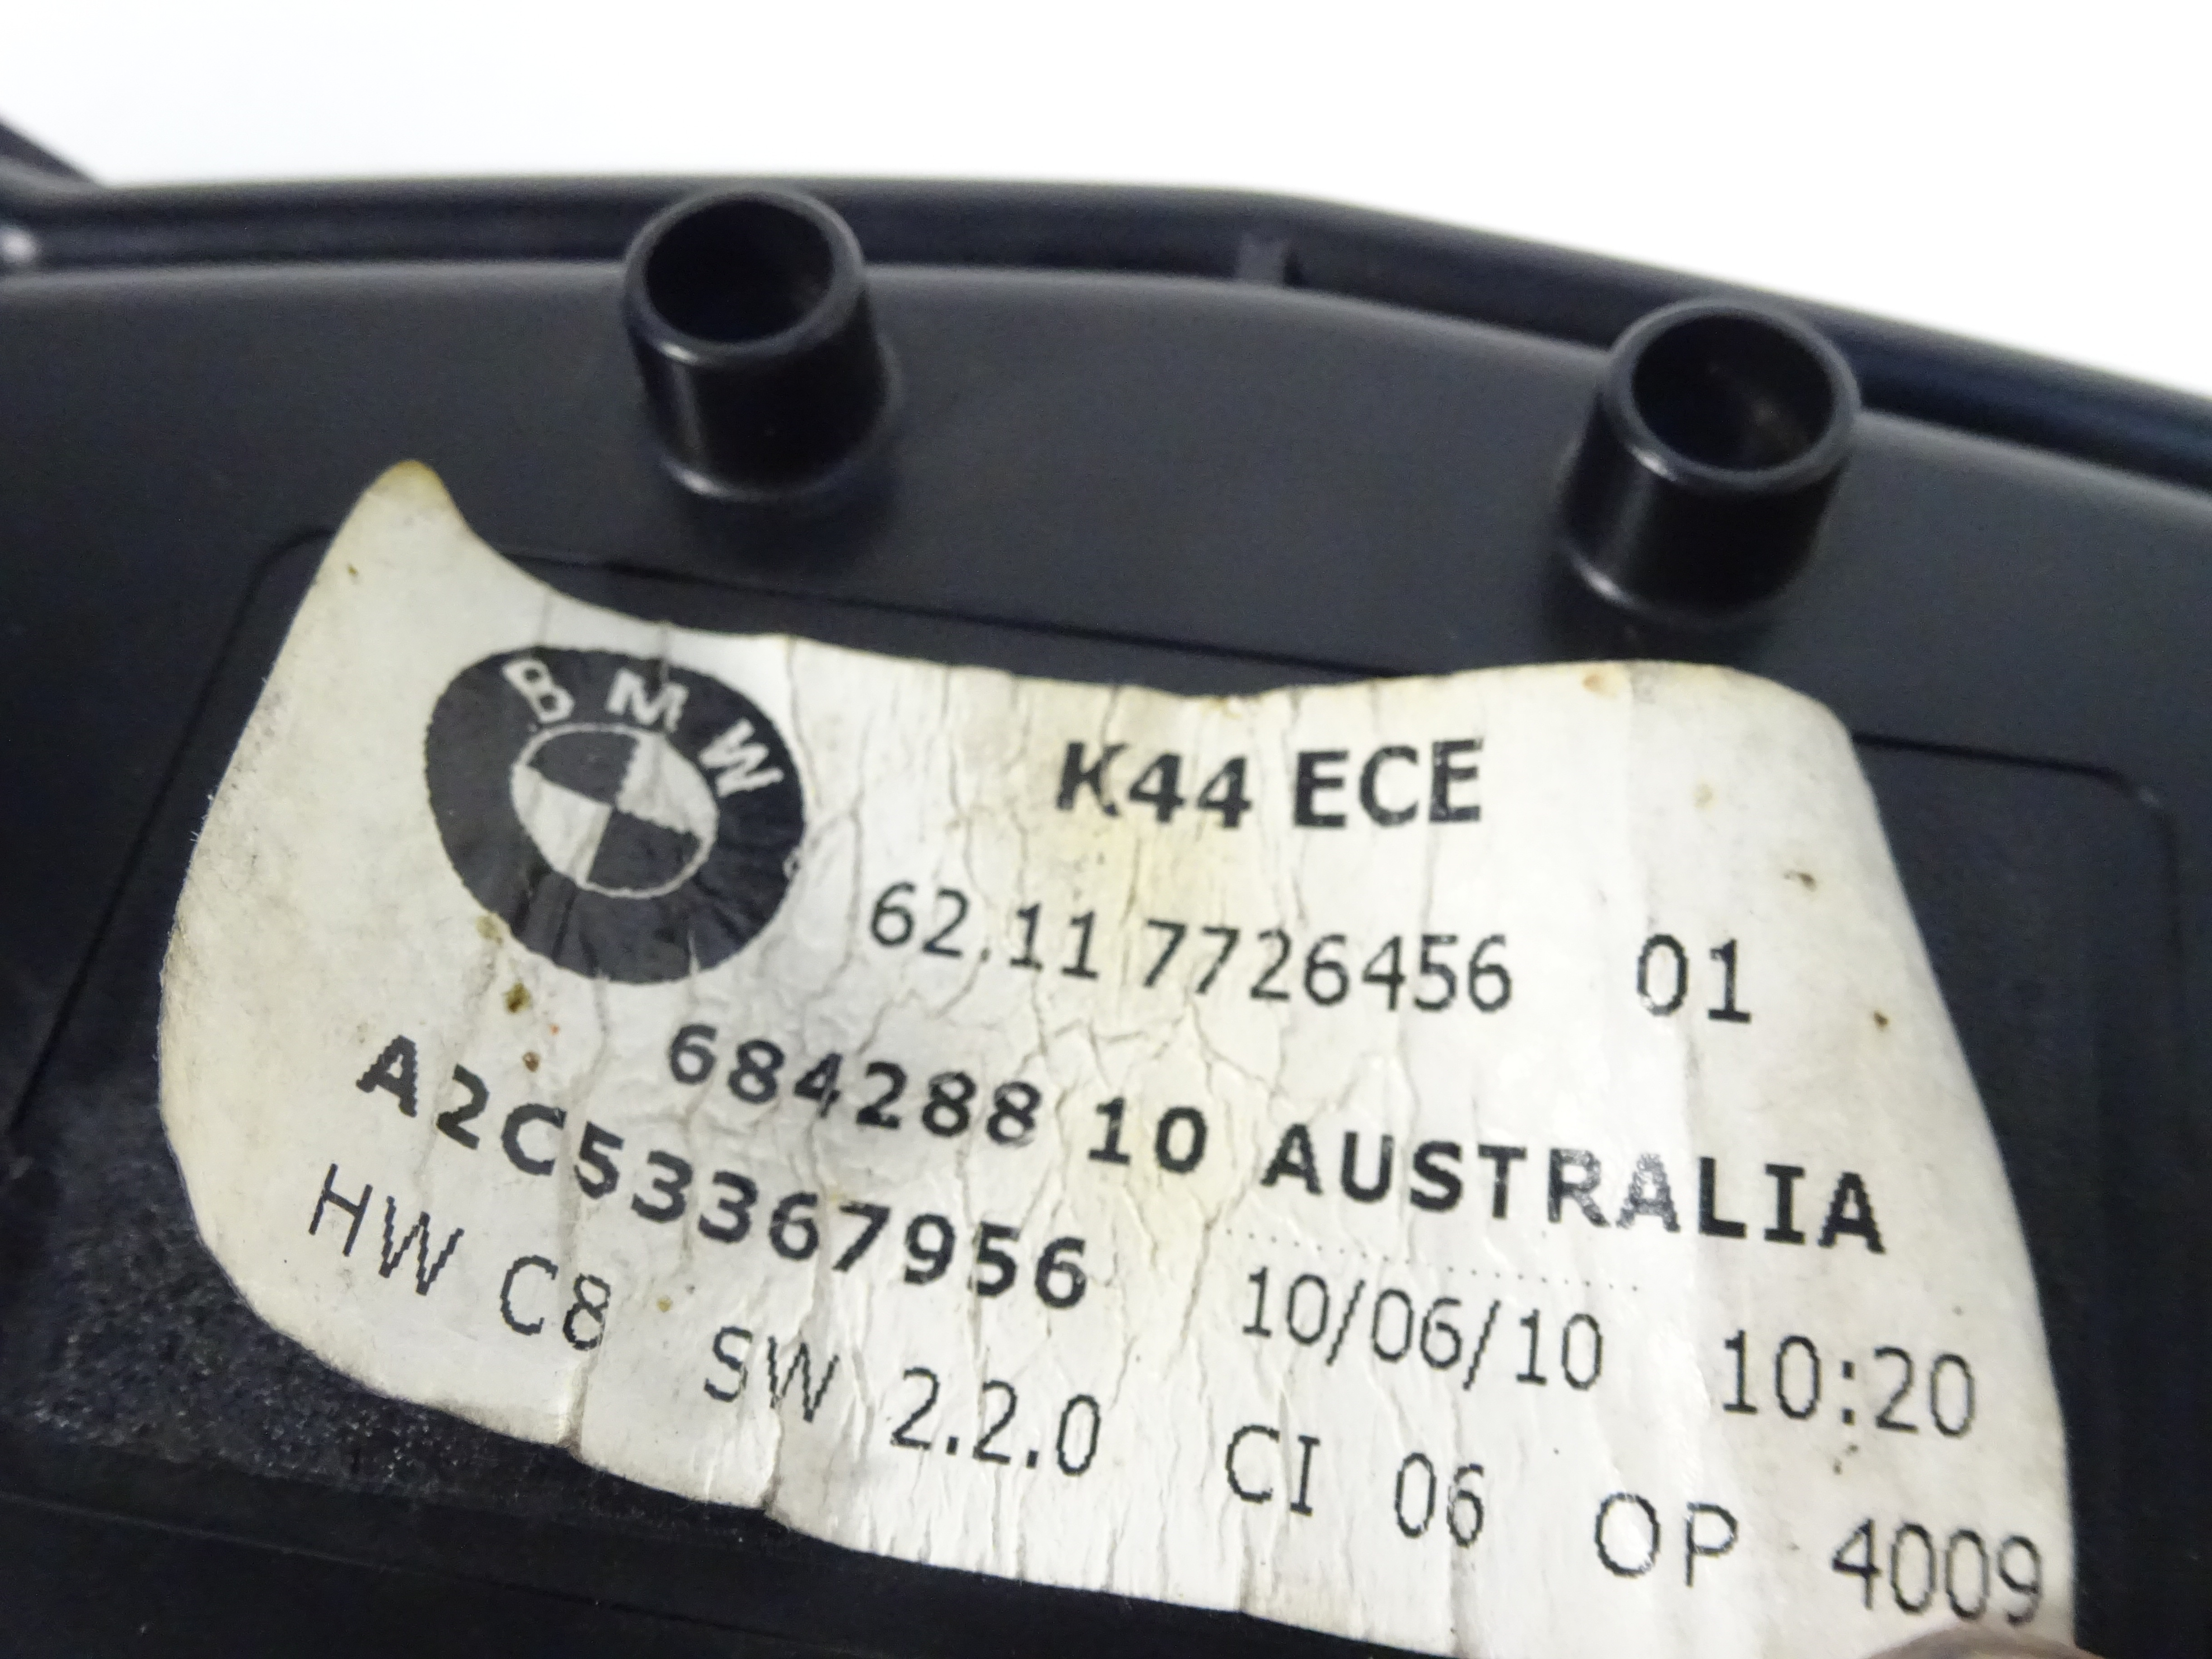 BMW
K44 ECE
62.11 7726456 01
684288 10 AUSTRALIA
A2C53367956 10/06/10 10:20
HW C8 SW 2.2.0 CI 06 OP 4009